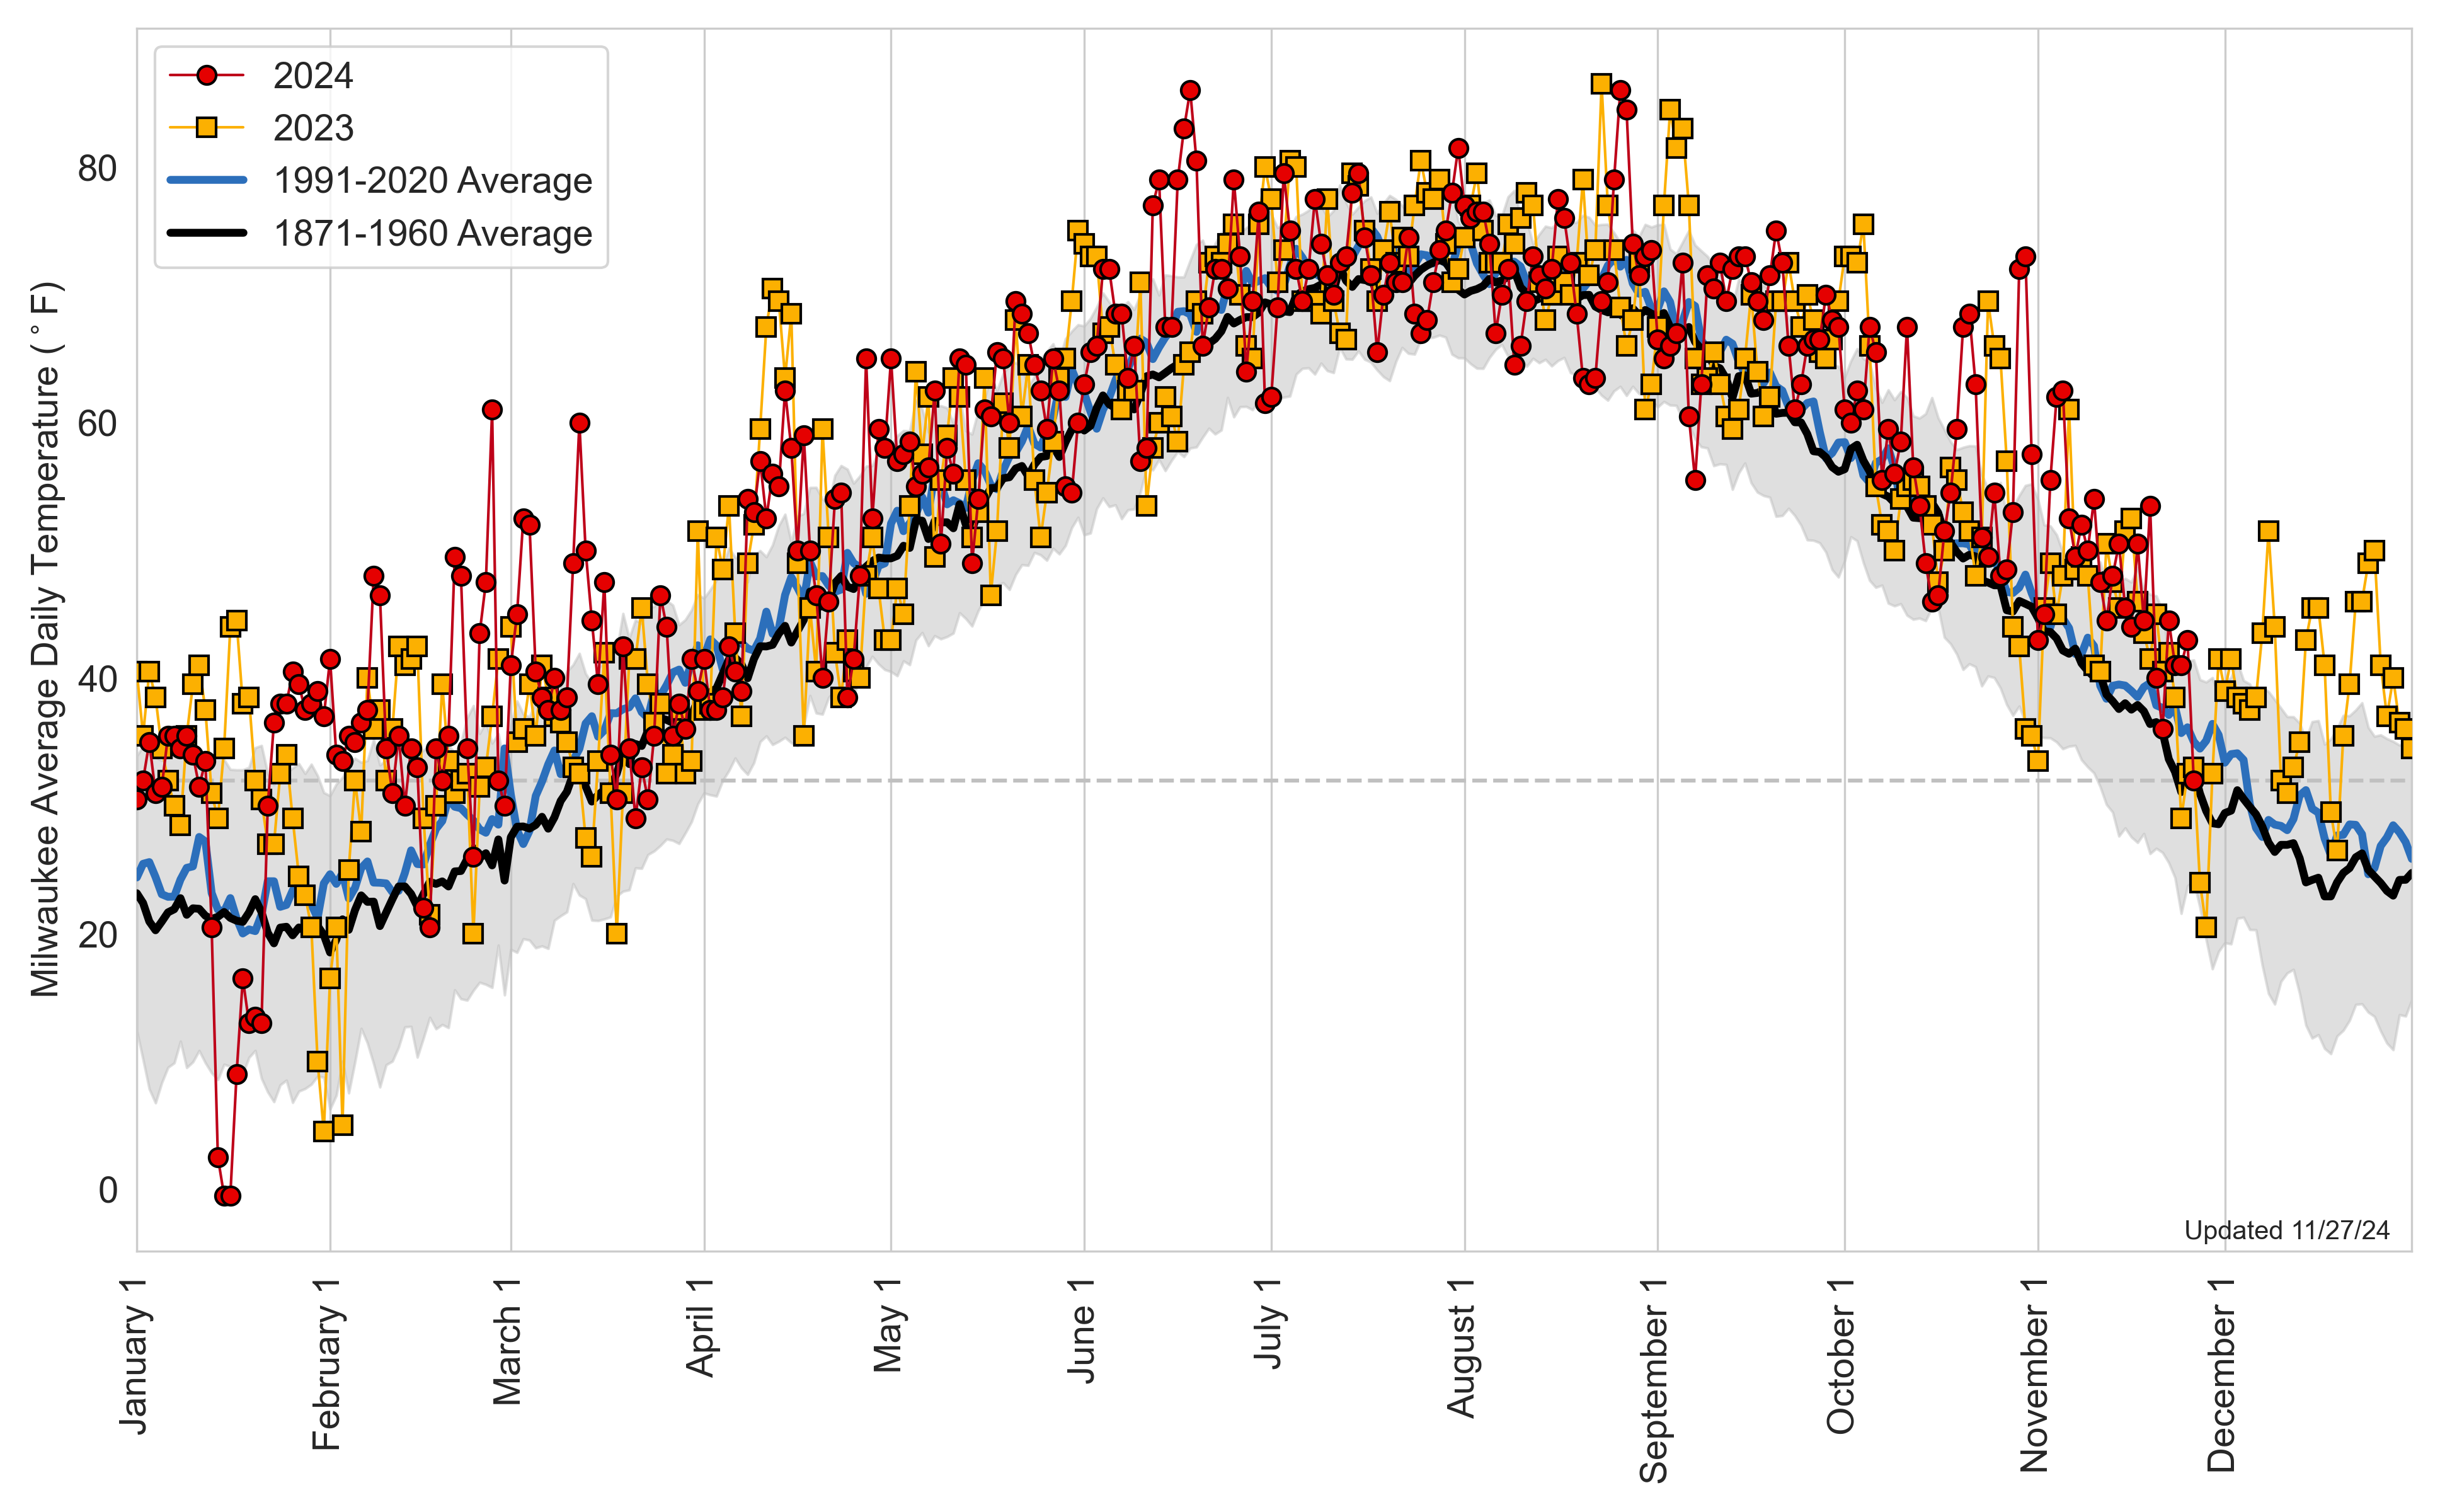 2024
2023
1991-2020 Average
1871-1960 Average
Milwaukee Average Daily Temperature (°F)
80
60
40
20
0
Updated 11/27/24
January 1
February 1
March 1
April 1
May 1
June 1
July 1
August 1
September 1
October 1
November 1
December 1